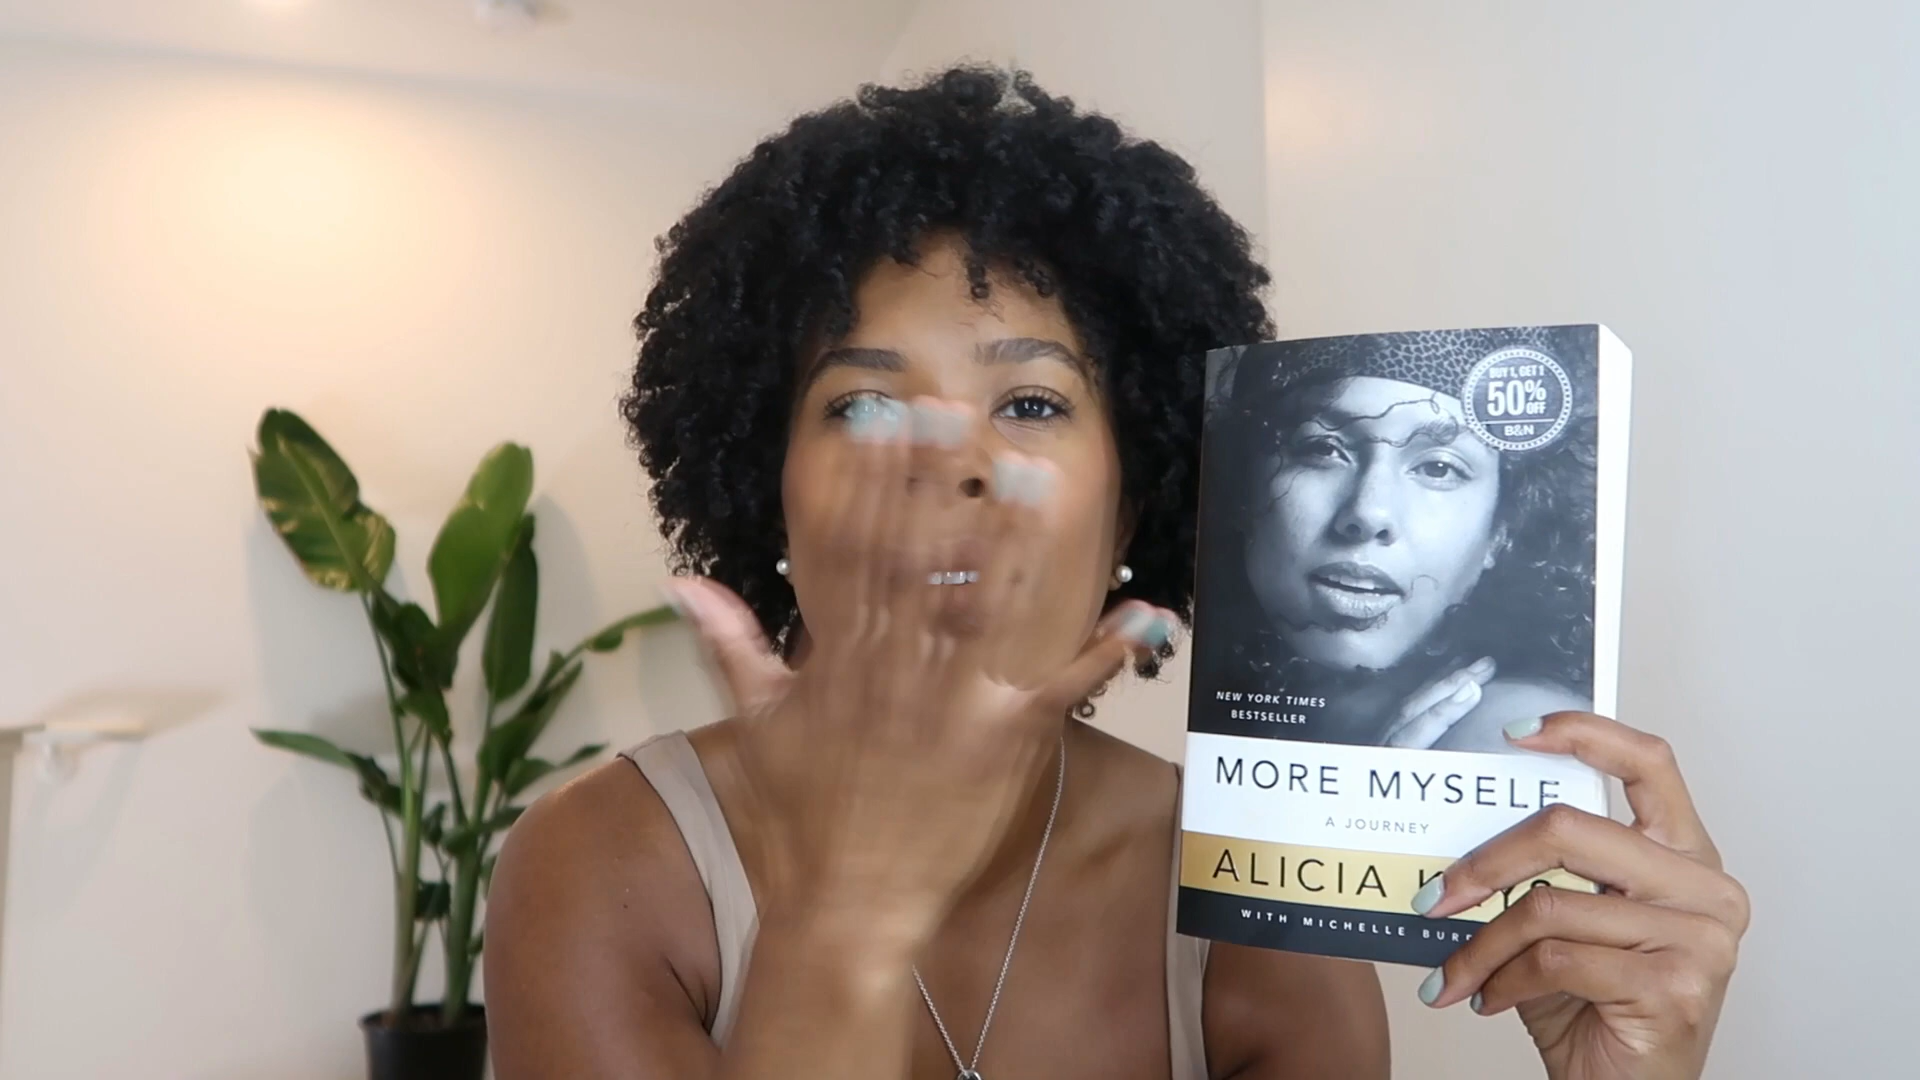 BUY 1, GET 1
50%
OFF
B&N
NEW YORK TIMES
BESTSELLER
MORE MYSELF
A JOURNEY
ALICIA
WITH MICHELLE